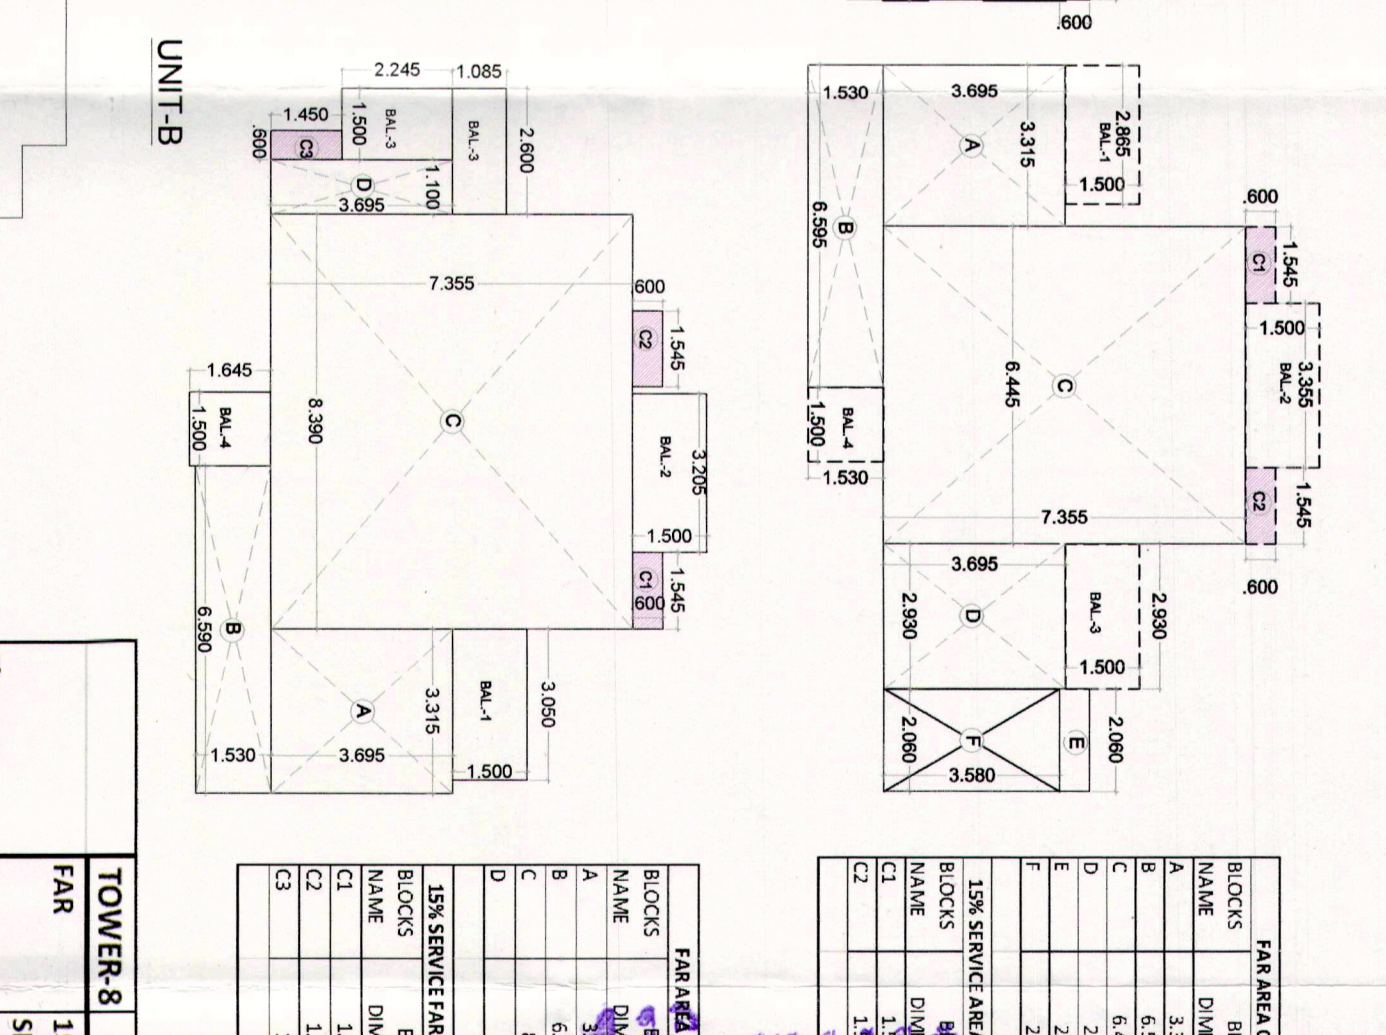 .600
1.530
3.695
2.865
BAL.-1
3.315
1.500
A
B
6.595
.600
C1
1.545
1.500
3.355
BAL.-2
6.445
C
C2
1.545
7.355
.600
1.500
BAL.-4
1.530
3.695
2.930
D
BAL.-3
2.930
1.500
2.060
F
E
2.060
3.580
UNIT-B
2.245
1.085
1.450
1.500
BAL.-3
BAL.-3
2.600
.600
C3
D
1.100
3.695
7.355
600
C2
1.545
1.645
BAL.-4
1.500
8.390
C
BAL.-2
3.205
1.500
C1
1.545
600
B
6.590
A
3.315
BAL.-1
3.050
1.530
3.695
1.500
FAR AREA
BLOCKS
NAME
A
B
C
D
E
F
15% SERVICE AREA
BLOCKS
NAME
C1
C2
FAR AREA
BLOCKS
NAME
A
B
C
D
15% SERVICE FAR
BLOCKS
NAME
C1
C2
C3
TOWER-8
FAR